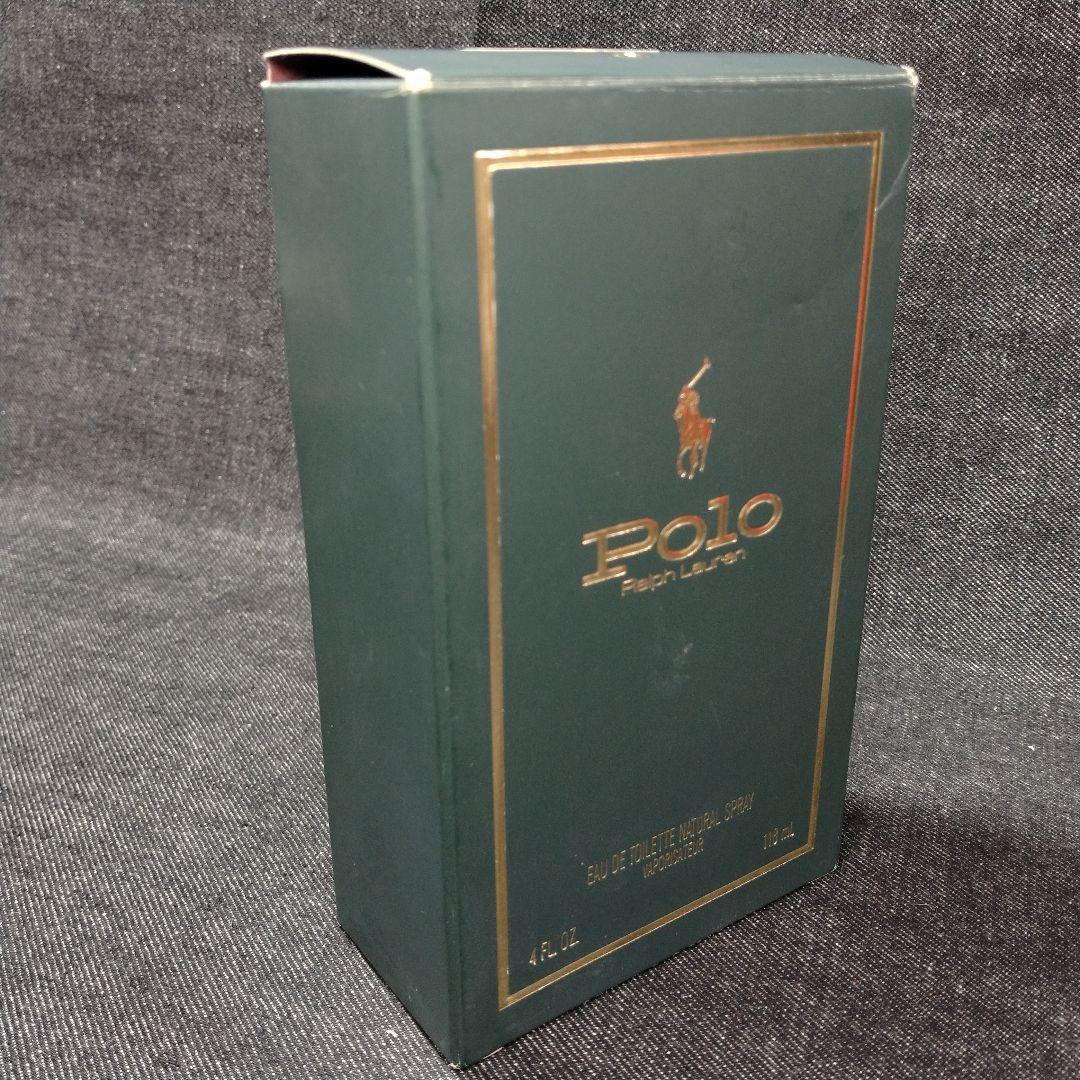 Polo
Ralph Lauren
EAU DE TOILETTE NATURAL SPRAY
VAPORISATEUR
4 FL. OZ.
118 mL